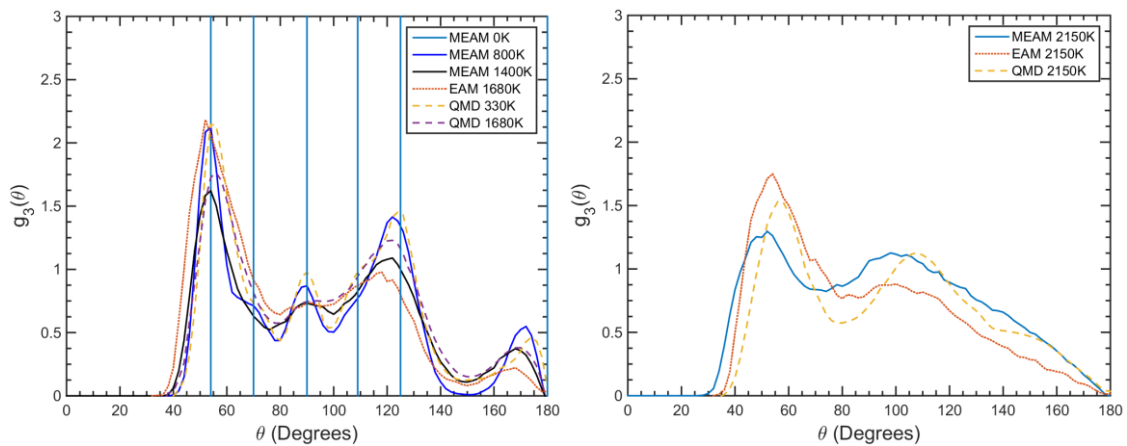 3
2.5
2
1.5
1
0.5
0
g3(θ)
0 20 40 60 80 100 120 140 160 180
θ (Degrees)
MEAM 0K
MEAM 800K
MEAM 1400K
EAM 1680K
QMD 330K
QMD 1680K
3
2.5
2
1.5
1
0.5
0
g3(θ)
0 20 40 60 80 100 120 140 160 180
θ (Degrees)
MEAM 2150K
EAM 2150K
QMD 2150K